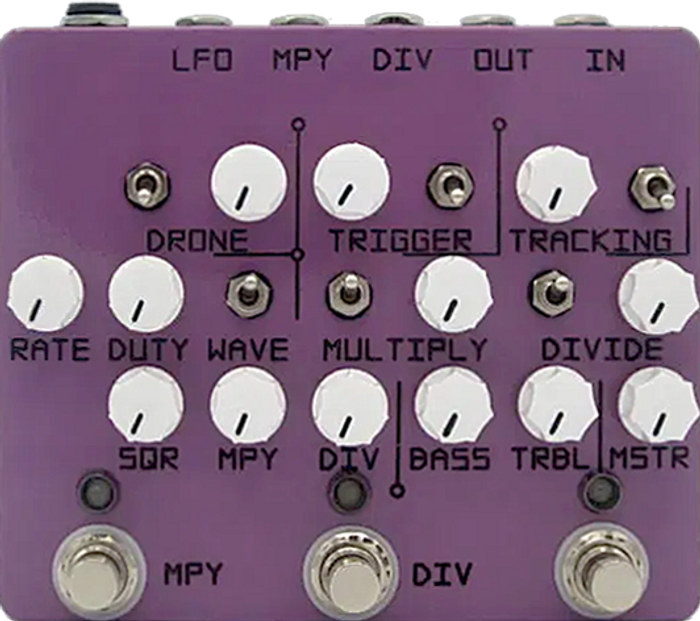 LFO MPY DIV OUT IN
DRONE TRIGGER TRACKING
RATE DUTY WAVE MULTIPLY DIVIDE
SQR MPY DIV BASS TRBL MSTR
MPY DIV